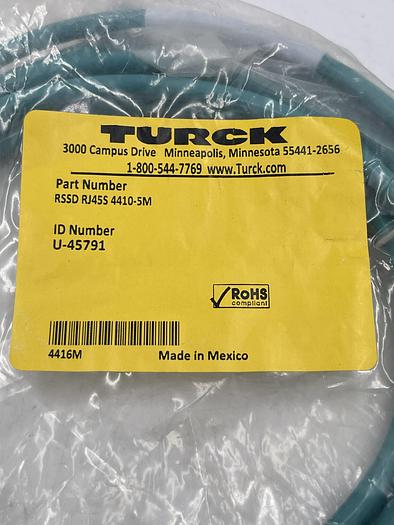 TURCK
3000 Campus Drive Minneapolis, Minnesota 55441-2656
1-800-544-7769 www.Turck.com
Part Number
RSSD RJ45S 4410-5M
ID Number
U-45791
RoHS
compliant
4416M Made in Mexico